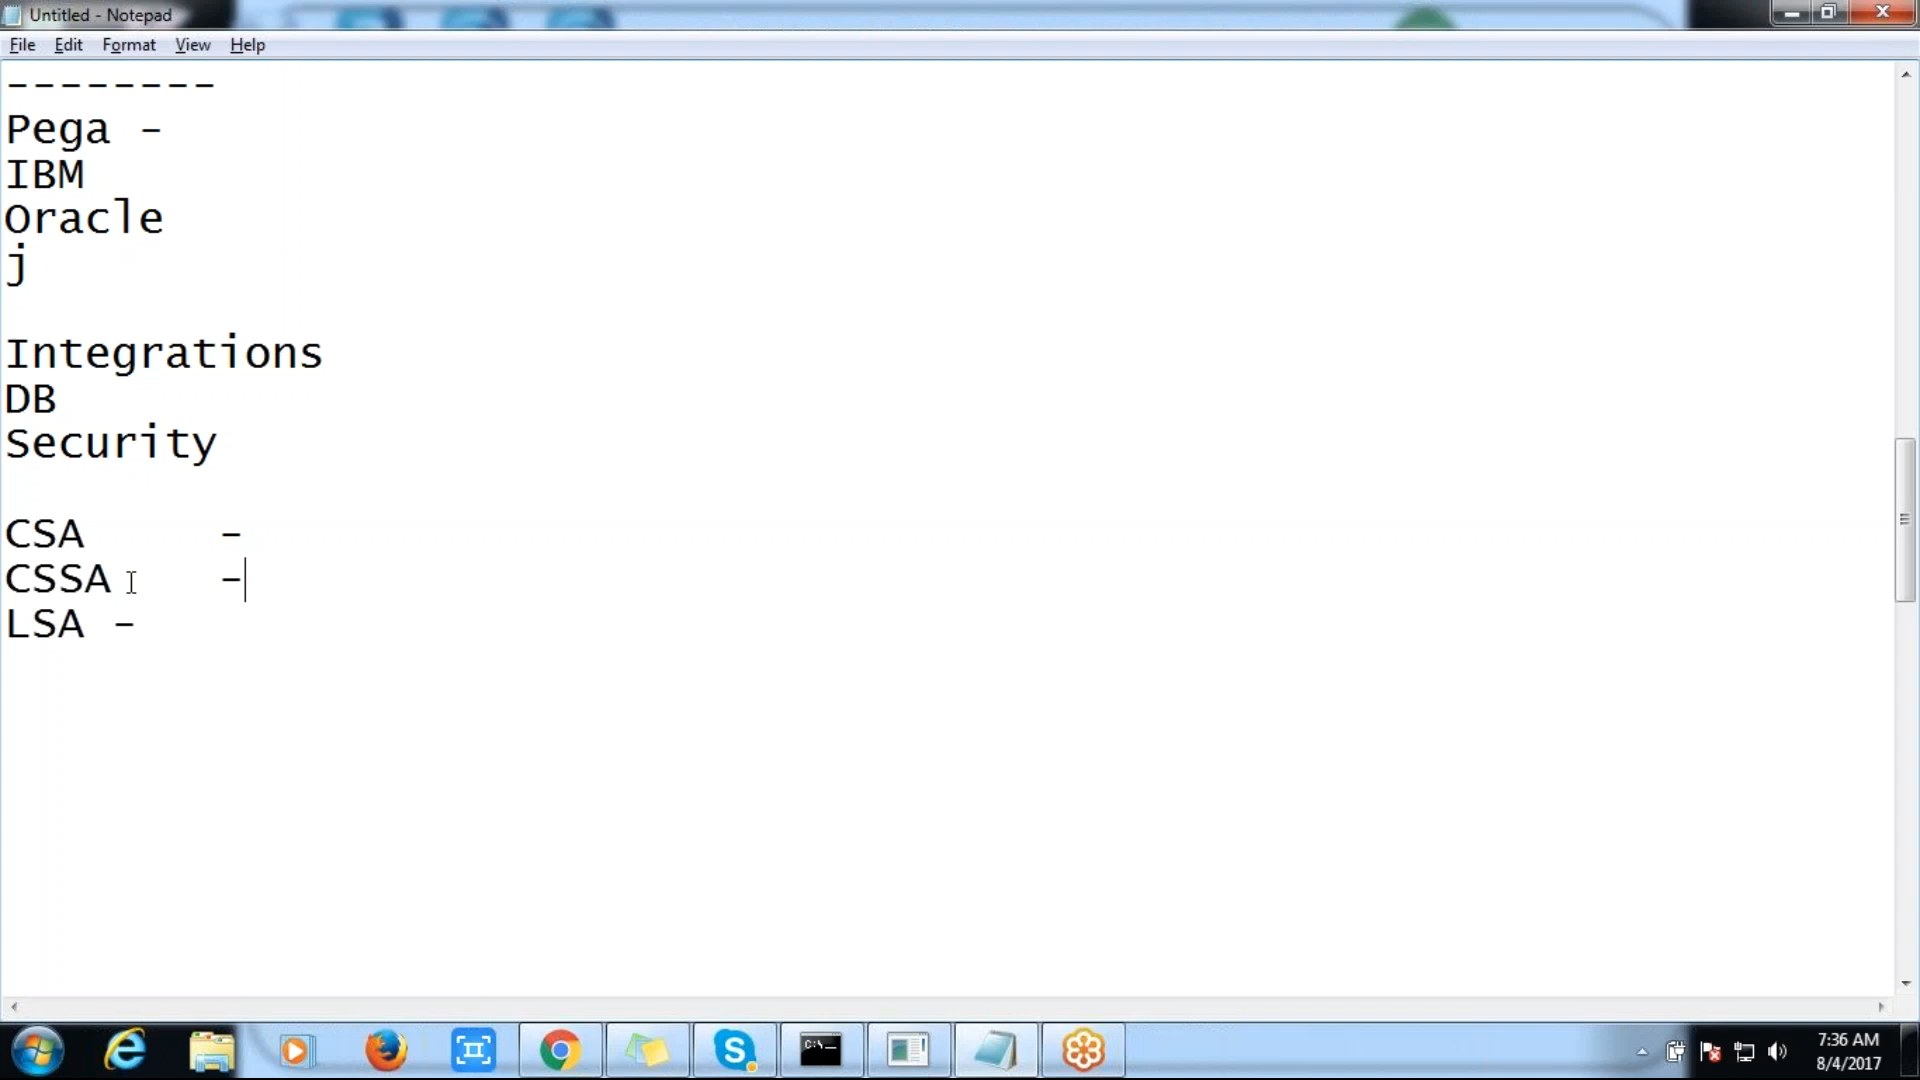 Untitled - Notepad
File Edit Format View Help
--------
Pega -
IBM
Oracle
j
Integrations
DB
Security
CSA -
CSSA -
LSA -
7:36 AM
8/4/2017